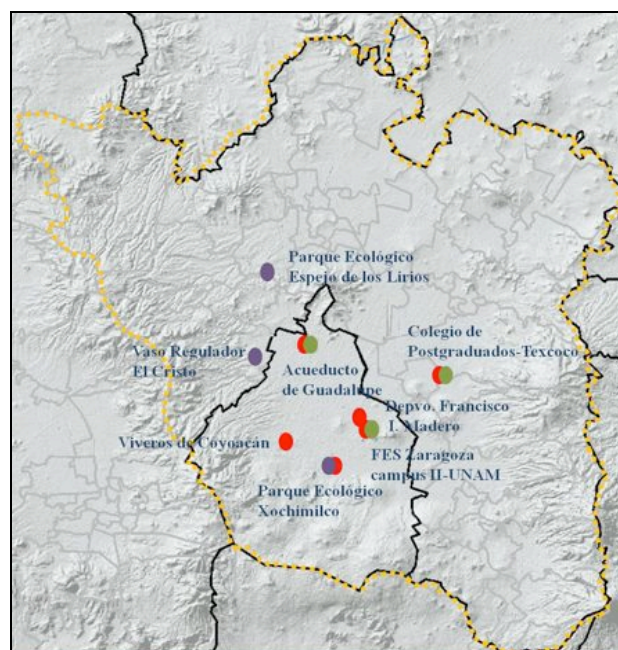 Parque Ecológico
Espejo de los Lirios
Vaso Regulador
El Cristo
Acueducto
de Guadalupe
Colegio de
Postgraduados-Texcoco
Depvo. Francisco
I. Madero
Viveros de Coyoacán
FES Zaragoza
campus II-UNAM
Parque Ecológico
Xochimilco